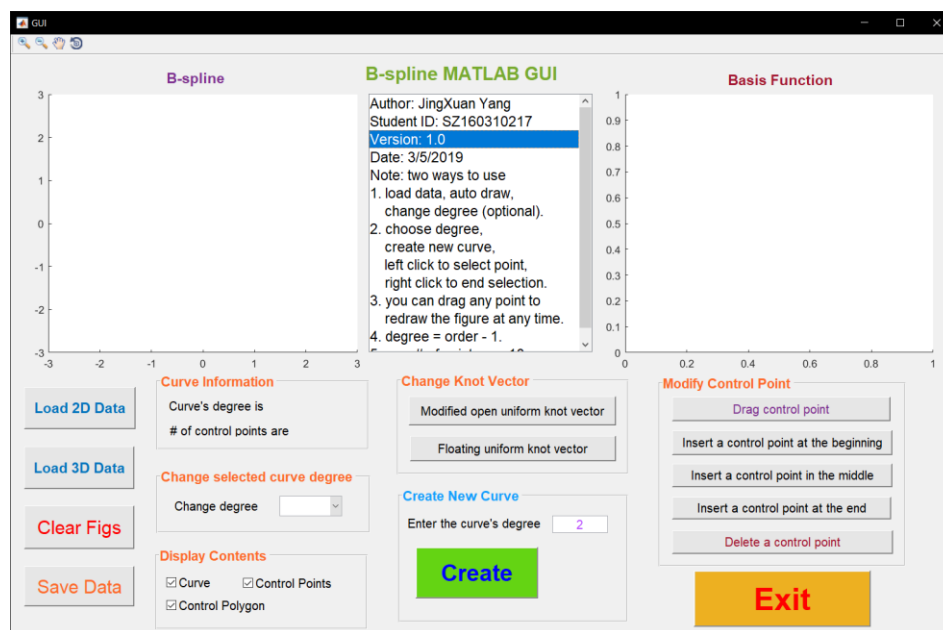 GUI
B-spline
3
2
1
0
-1
-2
-3
-3 -2 -1 0 1 2 3
B-spline MATLAB GUI
Author: JingXuan Yang
Student ID: SZ160310217
Version: 1.0
Date: 3/5/2019
Note: two ways to use
1. load data, auto draw,
change degree (optional).
2. choose degree,
create new curve,
left click to select point,
right click to end selection.
3. you can drag any point to
redraw the figure at any time.
4. degree = order - 1.
Basis Function
1
0.9
0.8
0.7
0.6
0.5
0.4
0.3
0.2
0.1
0
0 0.2 0.4 0.6 0.8 1
Load 2D Data
Load 3D Data
Clear Figs
Save Data
Curve Information
Curve's degree is
# of control points are
Change selected curve degree
Change degree
Display Contents
Curve Control Points
Control Polygon
Change Knot Vector
Modified open uniform knot vector
Floating uniform knot vector
Create New Curve
Enter the curve's degree 2
Create
Modify Control Point
Drag control point
Insert a control point at the beginning
Insert a control point in the middle
Insert a control point at the end
Delete a control point
Exit